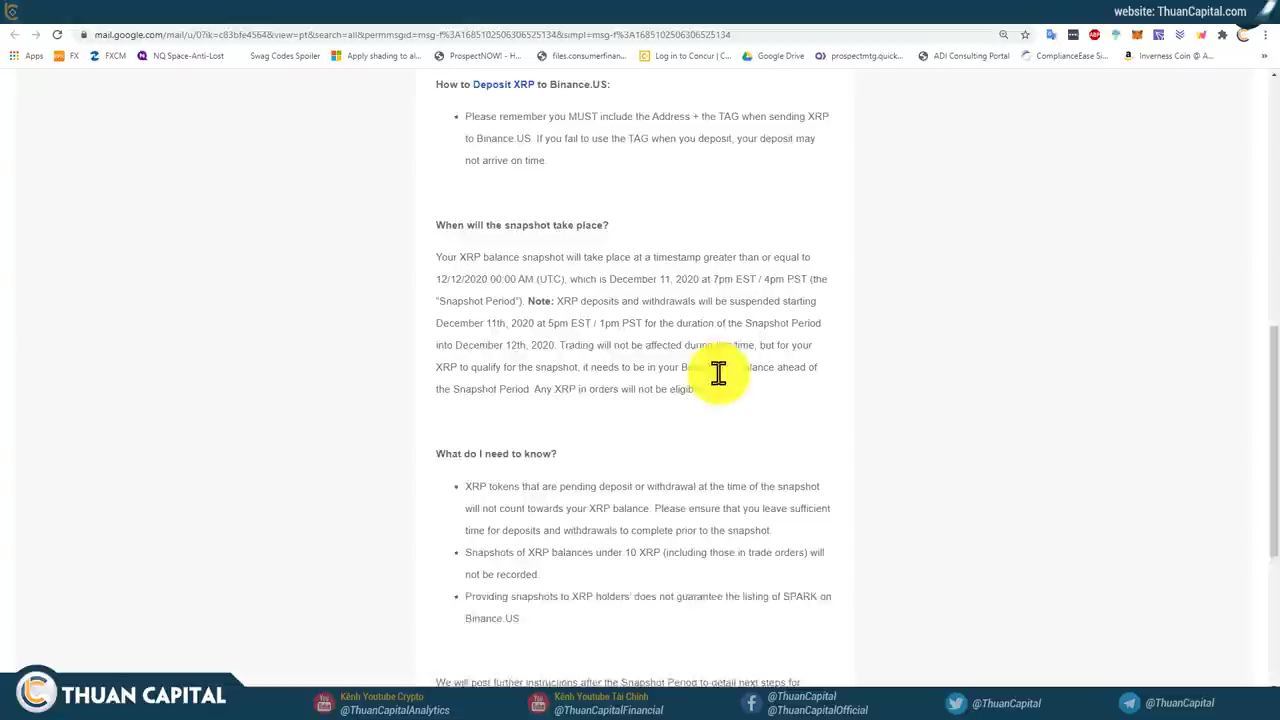 website: ThuanCapital.com
mail.google.com/mail/u/0?ik=c83bfe4564&view=pt&search=all&permmsgid=msg-f%3A1685102506306525134&simpl=msg-f%3A1685102506306525134
Apps FX FXCM NQ Space-Anti-Lost Swag Codes Spoiler Apply shading to al... ProspectNOW! - H... files.consumerfinan... Log in to Concur | C... Google Drive prospectmtg.quick... ADI Consulting Portal ComplianceEase Si... Inverness Coin @ A... »
How to Deposit XRP to Binance.US:
• Please remember you MUST include the Address + the TAG when sending XRP
to Binance.US. If you fail to use the TAG when you deposit, your deposit may
not arrive on time.
When will the snapshot take place?
Your XRP balance snapshot will take place at a timestamp greater than or equal to
12/12/2020 00:00 AM (UTC), which is December 11, 2020 at 7pm EST / 4pm PST (the
"Snapshot Period"). Note: XRP deposits and withdrawals will be suspended starting
December 11th, 2020 at 5pm EST / 1pm PST for the duration of the Snapshot Period
into December 12th, 2020. Trading will not be affected during time, but for your
XRP to qualify for the snapshot, it needs to be in your ahead of
the Snapshot Period. Any XRP in orders will not be
What do I need to know?
• XRP tokens that are pending deposit or withdrawal at the time of the snapshot
will not count towards your XRP balance. Please ensure that you leave sufficient
time for deposits and withdrawals to complete prior to the snapshot.
• Snapshots of XRP balances under 10 XRP (including those in trade orders) will
not be recorded.
• Providing snapshots to XRP holders' does not guarantee the listing of SPARK on
Binance.US
We will post further instructions after the Snapshot Period to detail next steps for
THUAN CAPITAL
Kênh Youtube Crypto
@ThuanCapitalAnalytics
Kênh Youtube Tài Chính
@ThuanCapitalFinancial
@ThuanCapital
@ThuanCapitalOfficial
@ThuanCapital
@ThuanCapital